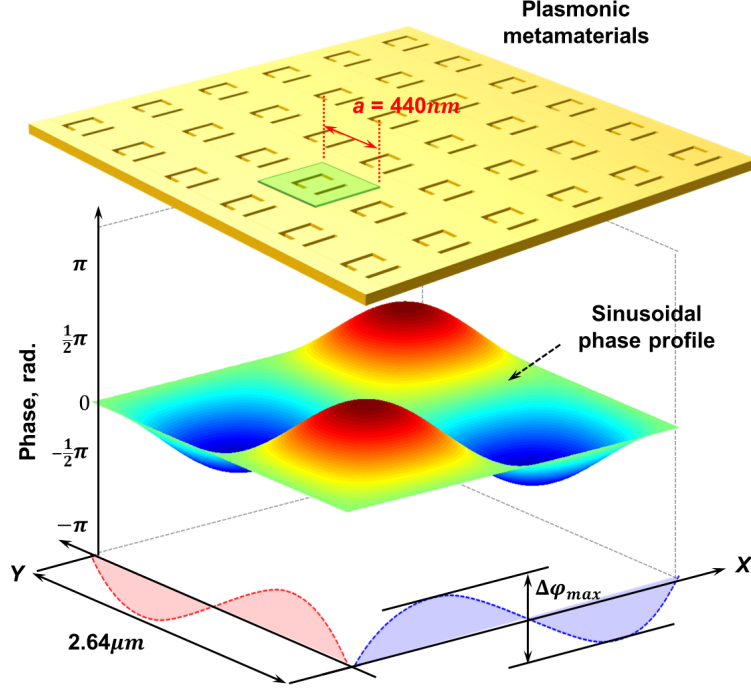 Plasmonic
metamaterials
a = 440nm
π
½π
0
−½π
−π
Phase, rad.
Sinusoidal
phase profile
Y
X
Δφmax
2.64μm